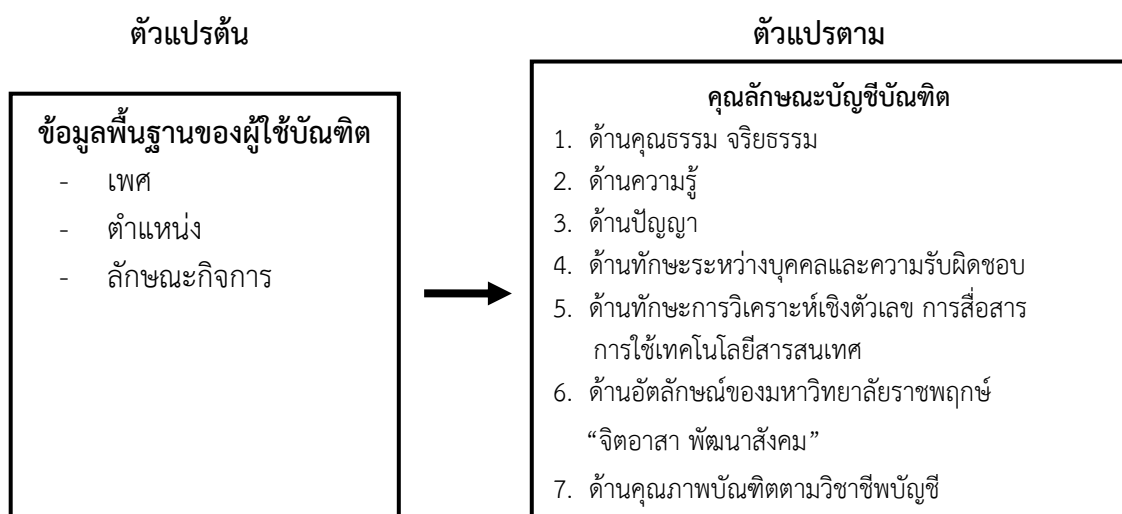 ตัวแปรต้น
ตัวแปรตาม
ข้อมูลพื้นฐานของผู้ใช้บัณฑิต
- เพศ
- ตำแหน่ง
- ลักษณะกิจการ
คุณลักษณะบัญชีบัณฑิต
1. ด้านคุณธรรม จริยธรรม
2. ด้านความรู้
3. ด้านปัญญา
4. ด้านทักษะระหว่างบุคคลและความรับผิดชอบ
5. ด้านทักษะการวิเคราะห์เชิงตัวเลข การสื่อสาร
การใช้เทคโนโลยีสารสนเทศ
6. ด้านอัตลักษณ์ของมหาวิทยาลัยราชพฤกษ์
“จิตอาสา พัฒนาสังคม”
7. ด้านคุณภาพบัณฑิตตามวิชาชีพบัญชี